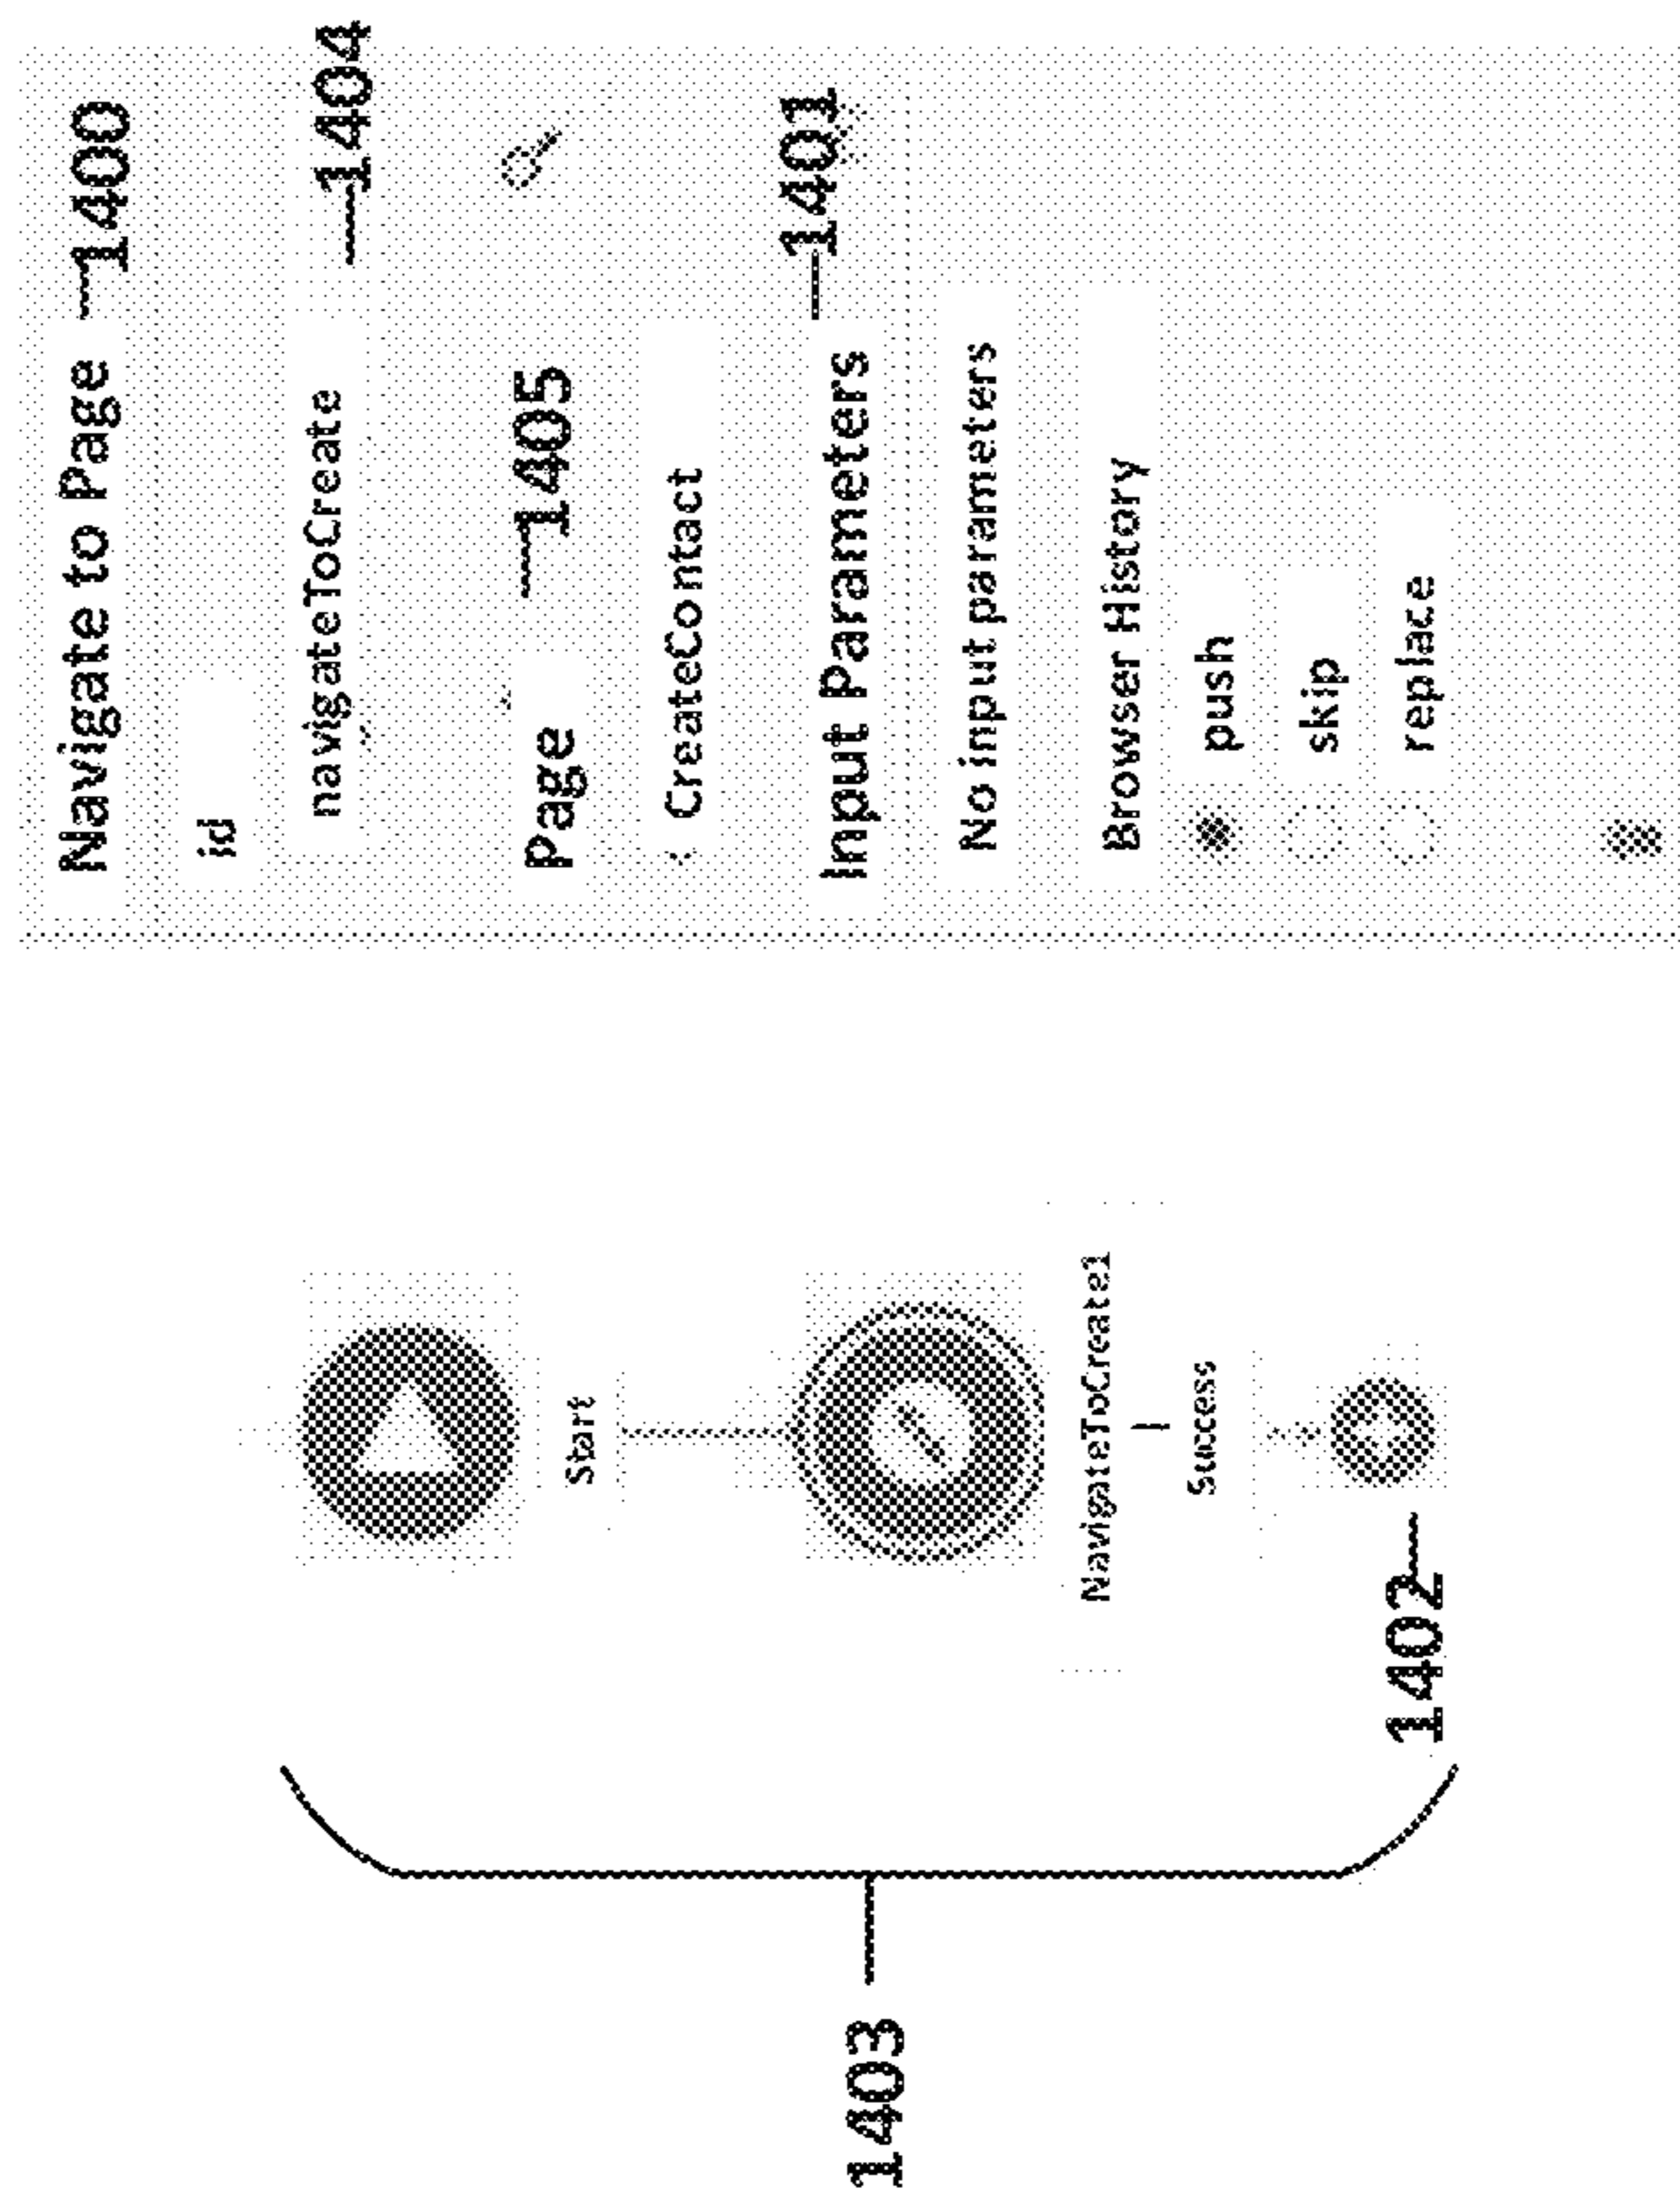 1403
Start
NavigateToCreate1
Success
1402
Navigate to Page 1400
id
navigateToCreate 1404
Page 1405
CreateContact
Input Parameters 1401
No input parameters
Browser History
push
skip
replace